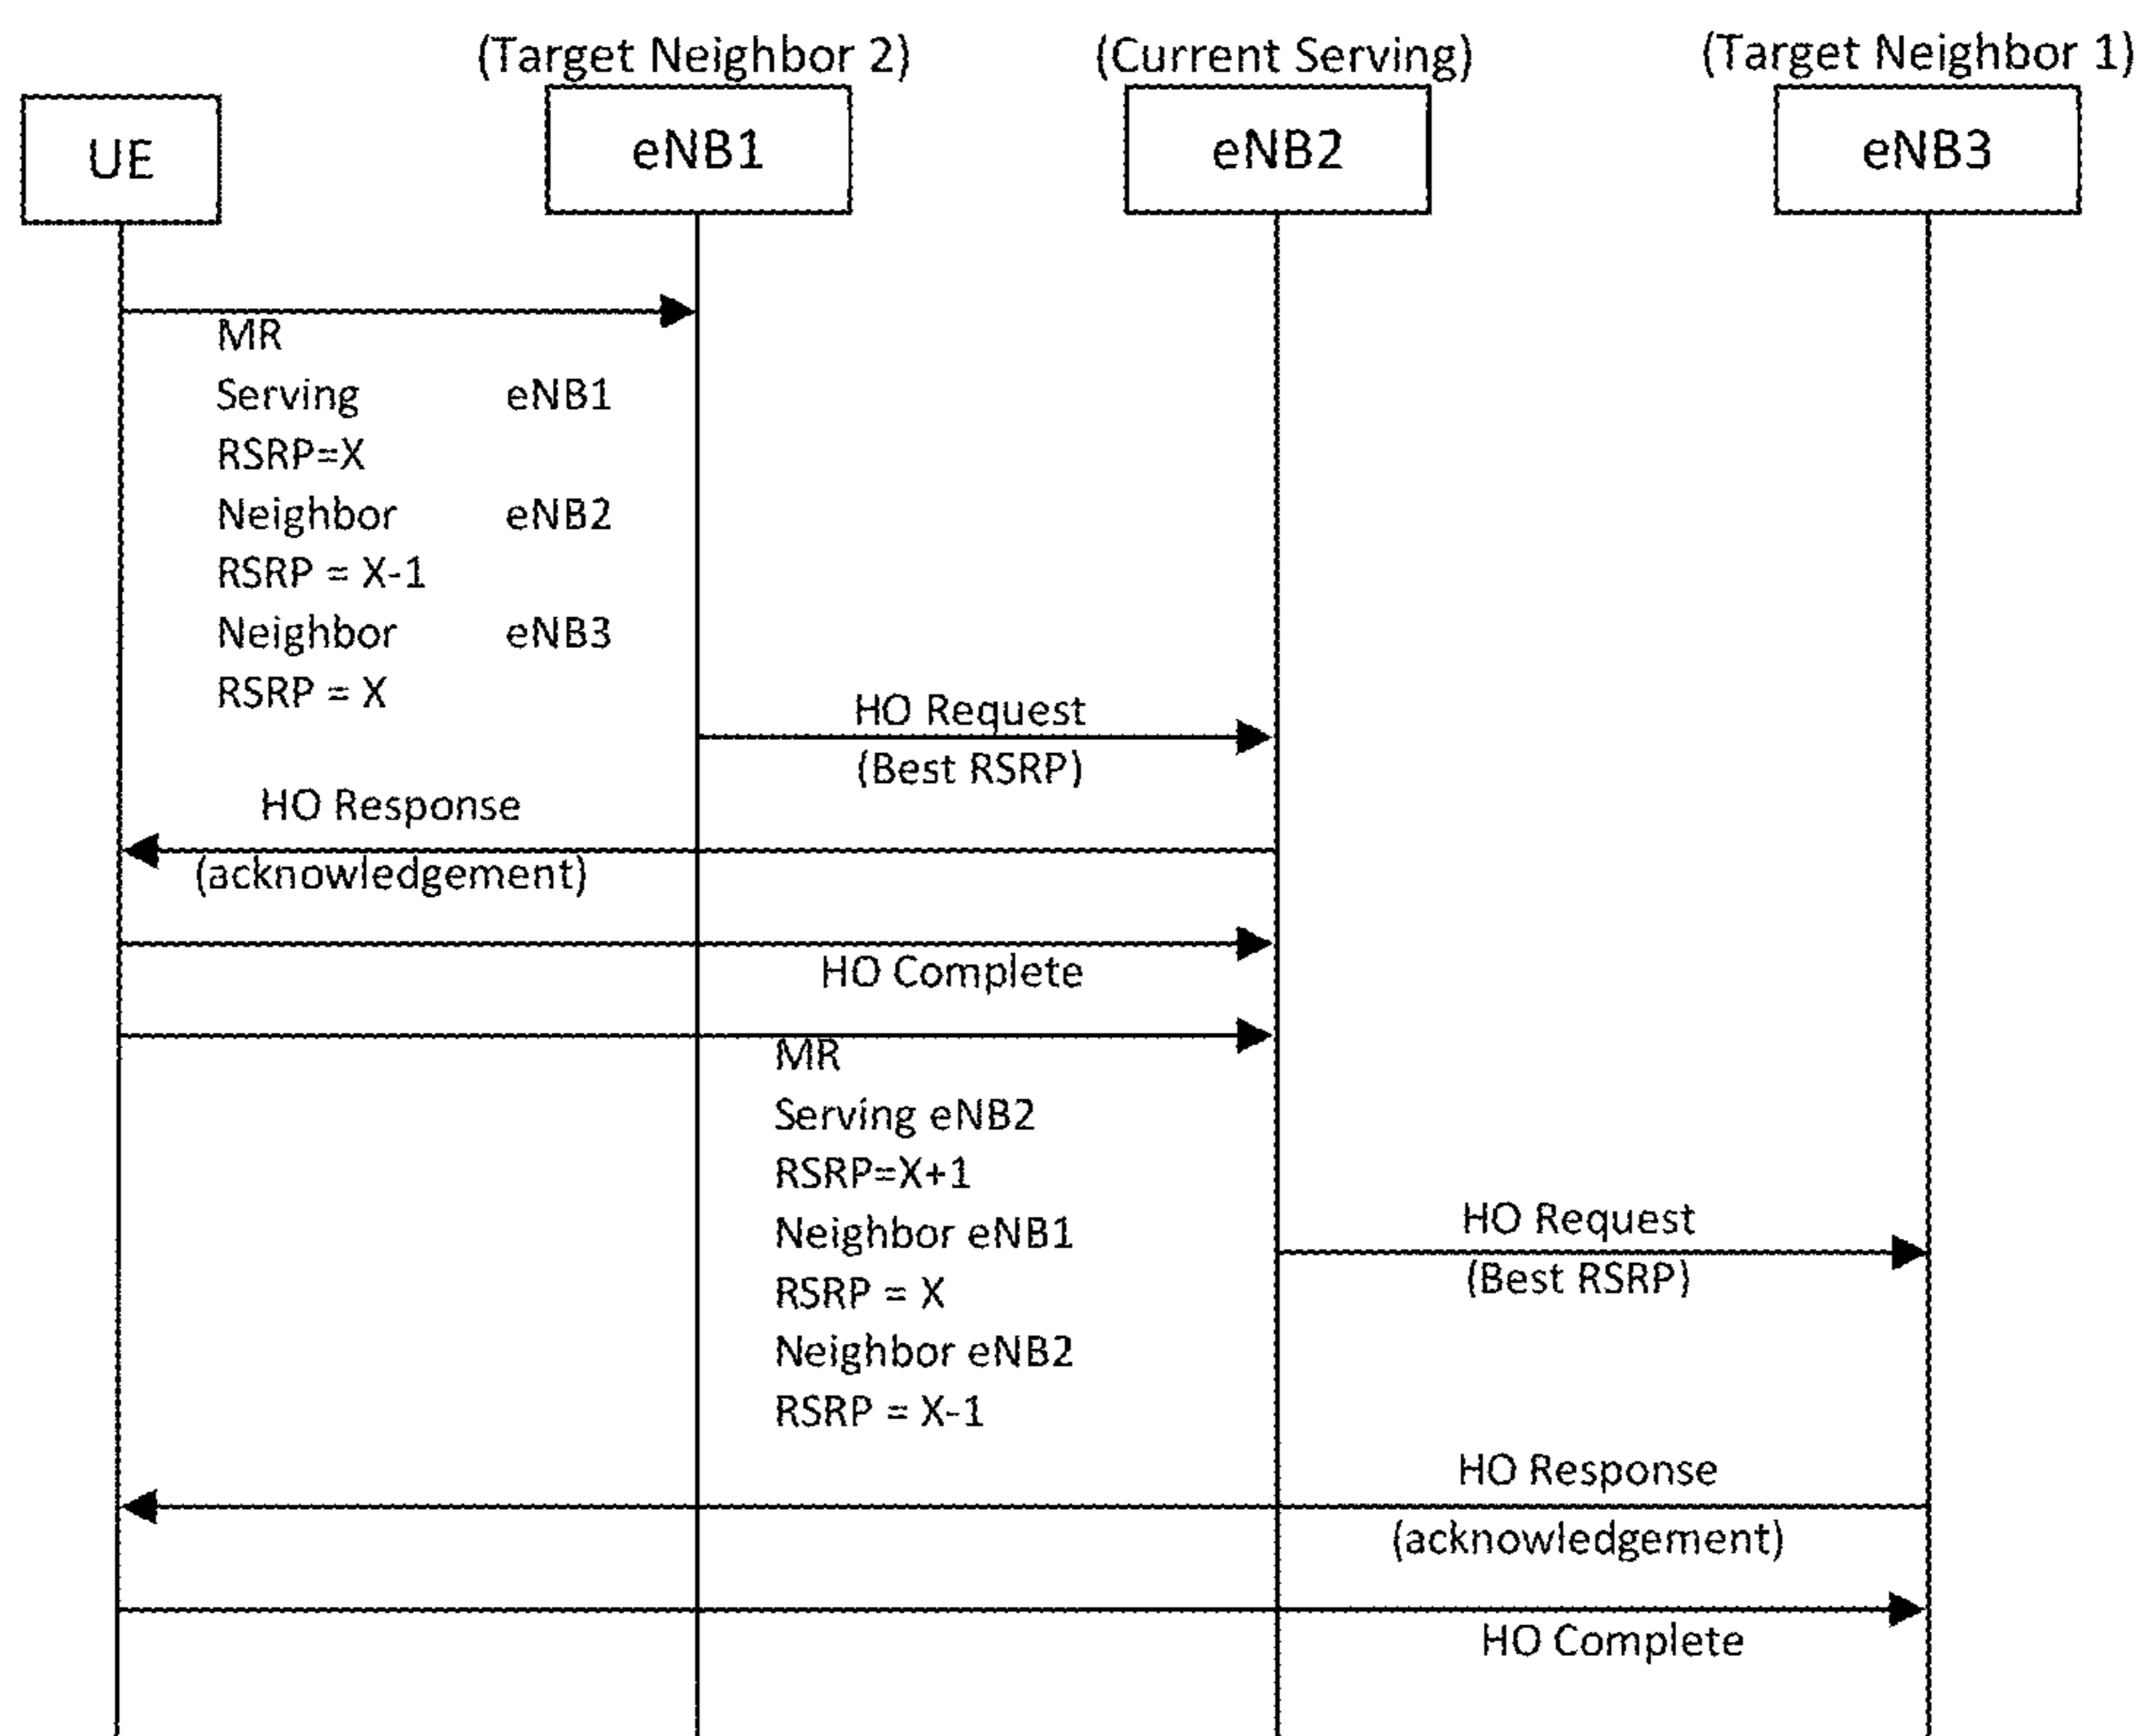 (Target Neighbor 2)
(Current Serving)
(Target Neighbor 1)
UE
eNB1
eNB2
eNB3
MR
Serving eNB1
RSRP=X
Neighbor eNB2
RSRP = X-1
Neighbor eNB3
RSRP = X
HO Request
(Best RSRP)
HO Response
(acknowledgement)
HO Complete
MR
Serving eNB2
RSRP=X+1
Neighbor eNB1
RSRP = X
Neighbor eNB2
RSRP = X-1
HO Request
(Best RSRP)
HO Response
(acknowledgement)
HO Complete